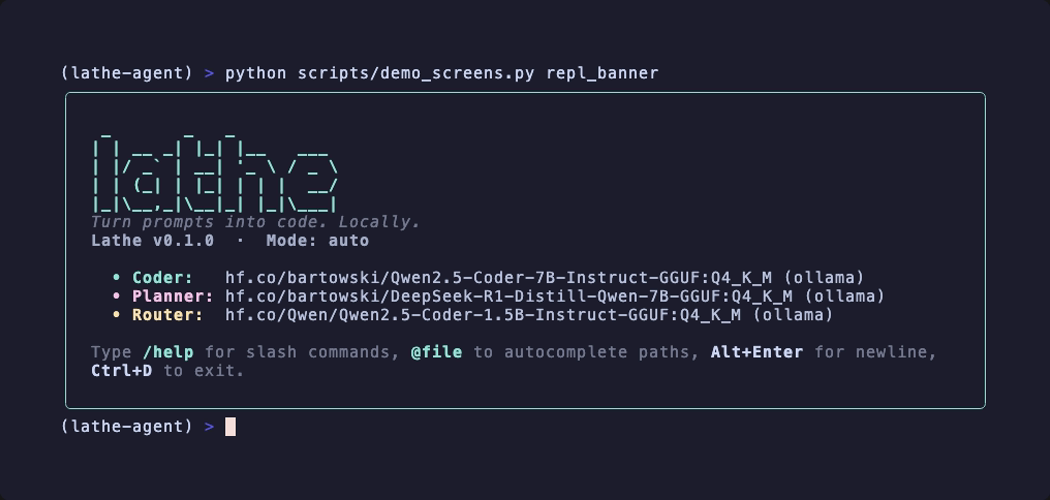 (lathe-agent) > python scripts/demo_screens.py repl_banner
lathe
Turn prompts into code. Locally.
Lathe v0.1.0 · Mode: auto
• Coder: hf.co/bartowski/Qwen2.5-Coder-7B-Instruct-GGUF:Q4_K_M (ollama)
• Planner: hf.co/bartowski/DeepSeek-R1-Distill-Qwen-7B-GGUF:Q4_K_M (ollama)
• Router: hf.co/Qwen/Qwen2.5-Coder-1.5B-Instruct-GGUF:Q4_K_M (ollama)
Type /help for slash commands, @file to autocomplete paths, Alt+Enter for newline,
Ctrl+D to exit.
(lathe-agent) >